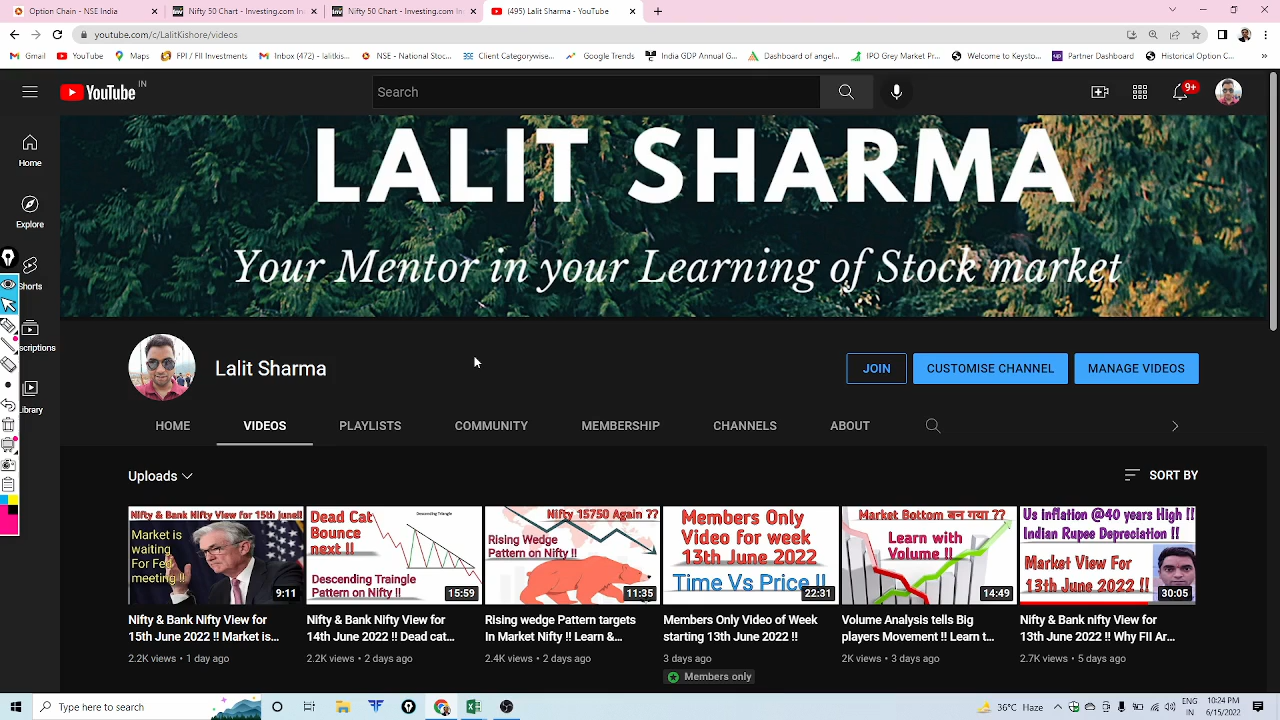 Option Chain - NSE India
Nifty 50 Chart - Investing.com In
Nifty 50 Chart - Investing.com In
(495) Lalit Sharma - YouTube
youtube.com/c/LalitKishore/videos
Gmail
YouTube
Maps
FPI / FII Investments
Inbox (472) - lalitkis...
NSE - National Stoc...
CCC Classification wise...
Google Trends
India GDP Annual Gr...
Dashboard of angel...
IPO Grey Market Pr...
Welcome to Keysto...
Partner Dashboard
Historical Option C...
YouTube IN
Search
9+
LALIT SHARMA
Your Mentor in your Learning of Stock market
Home
Explore
Shorts
scriptions
Library
Lalit Sharma
JOIN
CUSTOMISE CHANNEL
MANAGE VIDEOS
HOME
VIDEOS
PLAYLISTS
COMMUNITY
MEMBERSHIP
CHANNELS
ABOUT
Uploads
SORT BY
Nifty & Bank Nifty View for 15th June!!
Market is
waiting
For Fed
meeting !!
9:11
Dead Cat
Bounce
next !!
Descending Triangle
Descending Traingle
Pattern on Nifty !!
15:59
Nifty 15750 Again ??
Rising Wedge
Pattern on Nifty !!
11:35
Members Only
Video for week
13th June 2022 !!
Time Vs Price !!
22:31
Market Bottom बन गया ??
Learn with
Volume !!
14:49
Us Inflation @40 years High !!
Indian Rupee Depreciation !!
Market View For
13th June 2022 !!
30:05
Nifty & Bank Nifty View for
15th June 2022 !! Market is...
2.2K views • 1 day ago
Nifty & Bank Nifty View for
14th June 2022 !! Dead cat...
2.2K views • 2 days ago
Rising wedge Pattern targets
In Market Nifty !! Learn &...
2.4K views • 2 days ago
Members Only Video of Week
starting 13th June 2022 !!
3 days ago
Members only
Volume Analysis tells Big
players Movement !! Learn t...
2K views • 3 days ago
Nifty & Bank nifty View for
13th June 2022 !! Why FII Ar...
2.7K views • 5 days ago
Type here to search
36°C Haze
ENG
IN
10:24 PM
6/15/2022